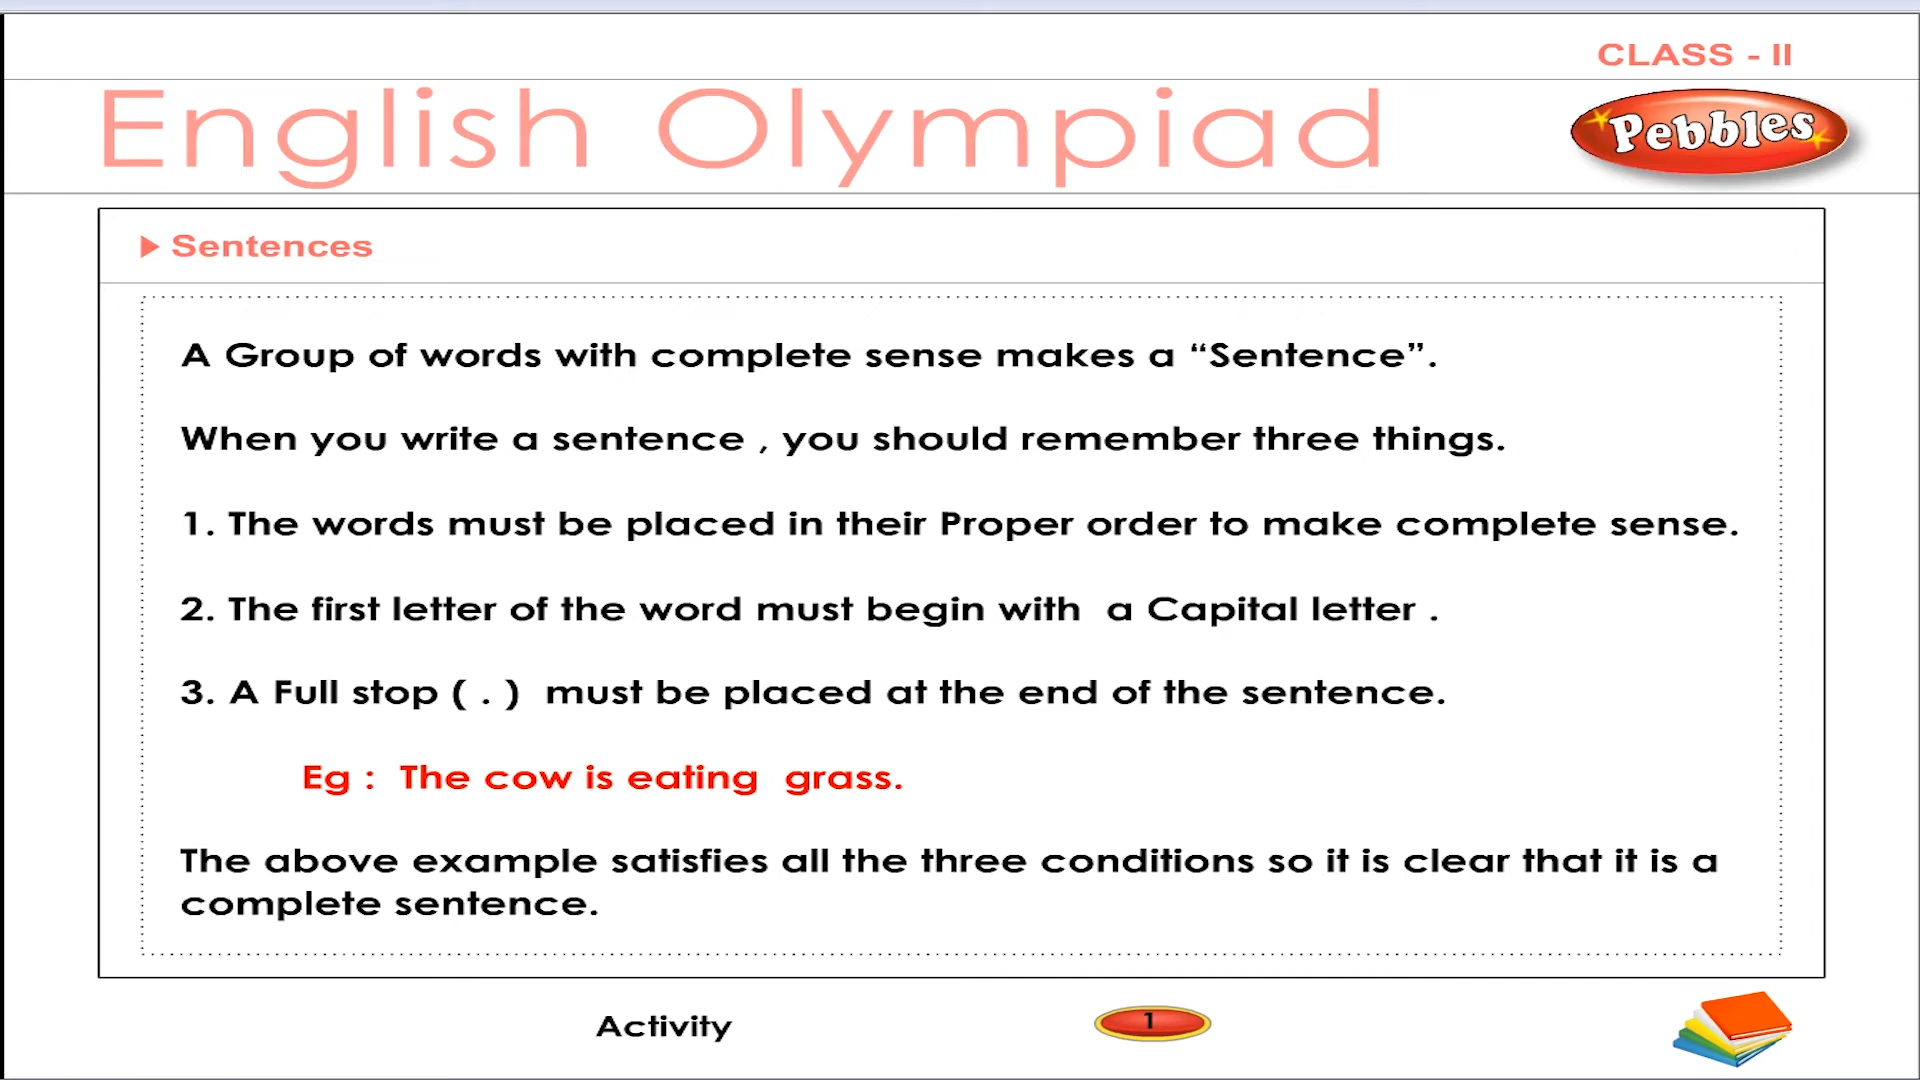 CLASS - II
English Olympiad
Pebbles
Sentences
A Group of words with complete sense makes a “Sentence”.
When you write a sentence , you should remember three things.
1. The words must be placed in their Proper order to make complete sense.
2. The first letter of the word must begin with a Capital letter .
3. A Full stop ( . ) must be placed at the end of the sentence.
Eg : The cow is eating grass.
The above example satisfies all the three conditions so it is clear that it is a
complete sentence.
Activity
1